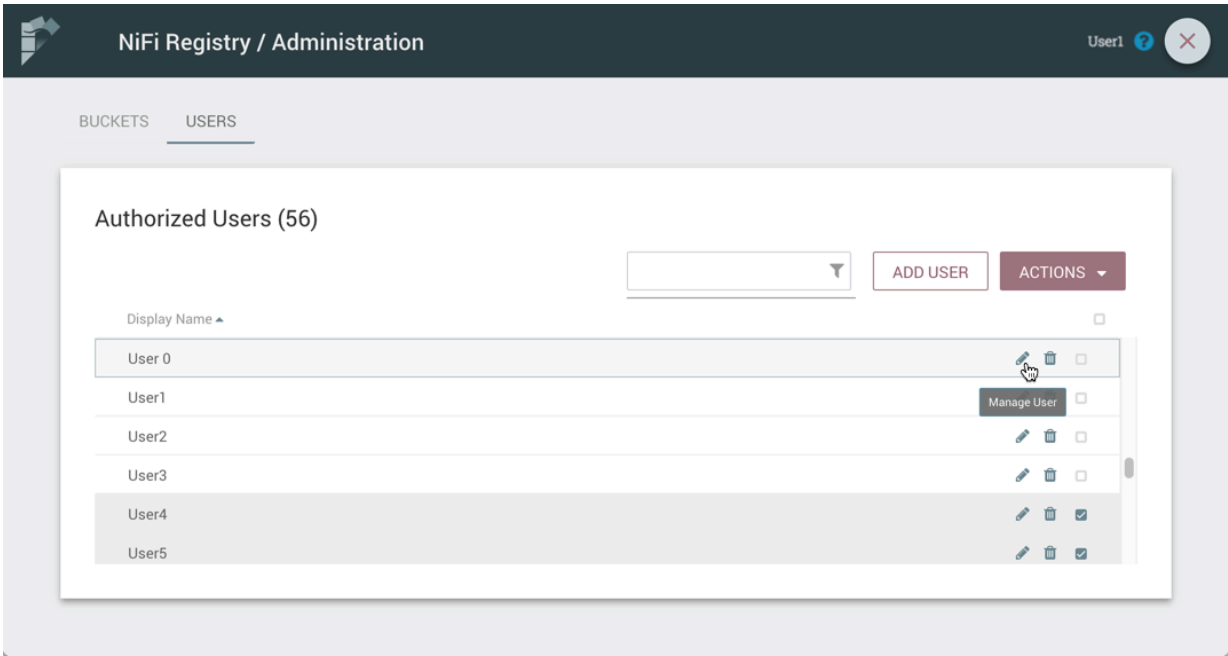 NiFi Registry / Administration
User1
BUCKETS USERS
Authorized Users (56)
ADD USER ACTIONS
Display Name
User 0
User1
Manage User
User2
User3
User4
User5